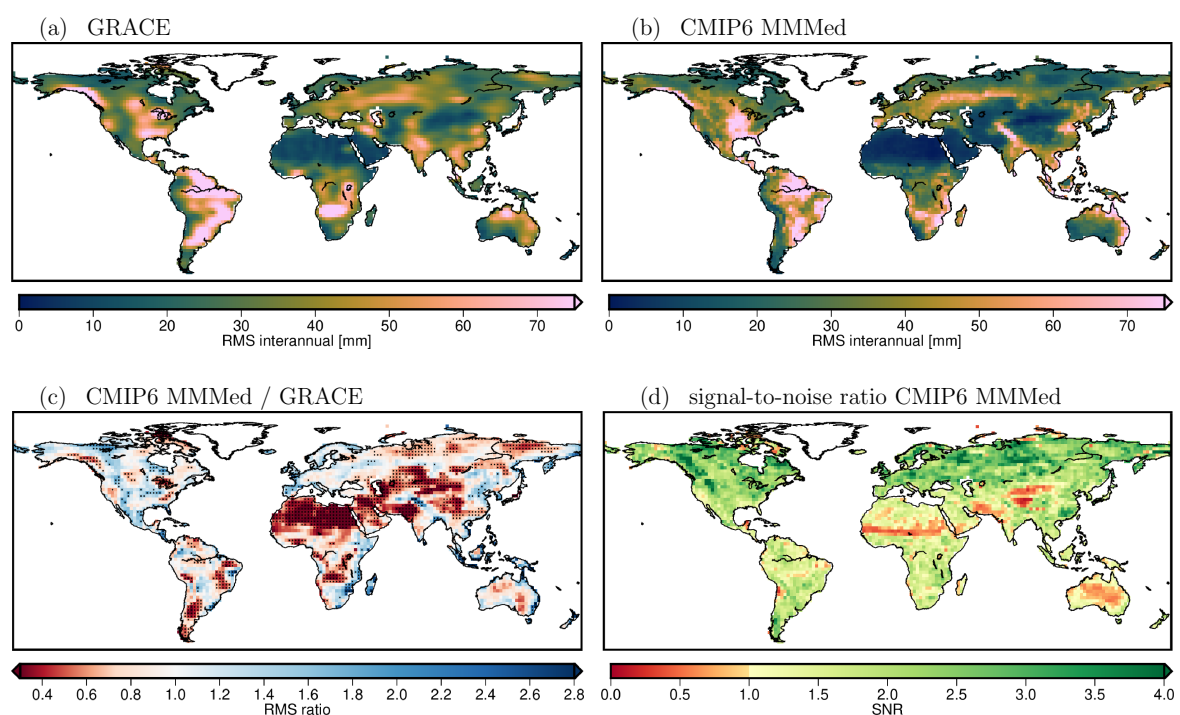 (a) GRACE
(b) CMIP6 MMMed
0 10 20 30 40 50 60 70
RMS interannual [mm]
0 10 20 30 40 50 60 70
RMS interannual [mm]
(c) CMIP6 MMMed / GRACE
(d) signal-to-noise ratio CMIP6 MMMed
0.4 0.6 0.8 1.0 1.2 1.4 1.6 1.8 2.0 2.2 2.4 2.6 2.8
RMS ratio
0.0 0.5 1.0 1.5 2.0 2.5 3.0 3.5 4.0
SNR